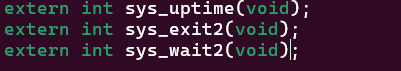 extern int sys_uptime(void);
extern int sys_exit2(void);
extern int sys_wait2(void);